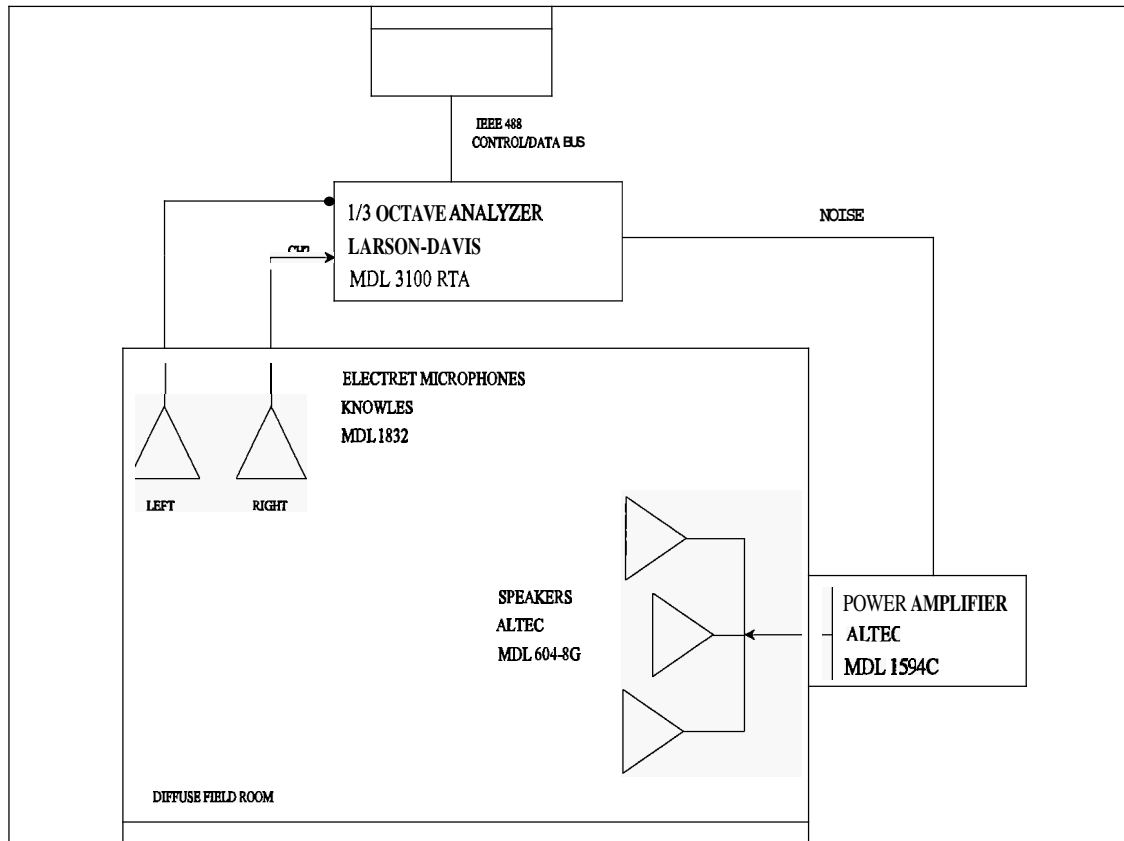 IEEE 488
CONTROL/DATA BUS
1/3 OCTAVE ANALYZER
LARSON-DAVIS
MDL 3100 RTA
NOISE
ELECTRET MICROPHONES
KNOWLES
MDL 1832
LEFT
RIGHT
SPEAKERS
ALTEC
MDL 604-8G
POWER AMPLIFIER
ALTEC
MDL 1594C
DIFFUSE FIELD ROOM